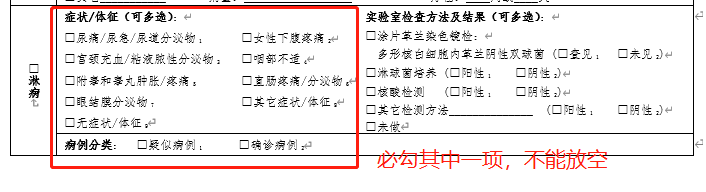 淋病
症状/体征（可多选）：
□尿痛/尿急/尿道分泌物； □女性下腹疼痛；
□宫颈充血/粘液脓性分泌物； □咽部不适；
□附睾和睾丸肿胀/疼痛； □直肠疼痛/分泌物；
□眼结膜分泌物； □其它症状/体征；
□无症状/体征；
病例分类： □疑似病例； □确诊病例；
实验室检查方法及结果（可多选）：
□涂片革兰染色镜检：
多形核白细胞内革兰阴性双球菌（□查见； □未见；）
□淋球菌培养（□阳性； □阴性；）
□核酸检测 （□阳性； □阴性；）
□其它检测方法____________（□阳性； □阴性；）
□未做
必勾其中一项，不能放空